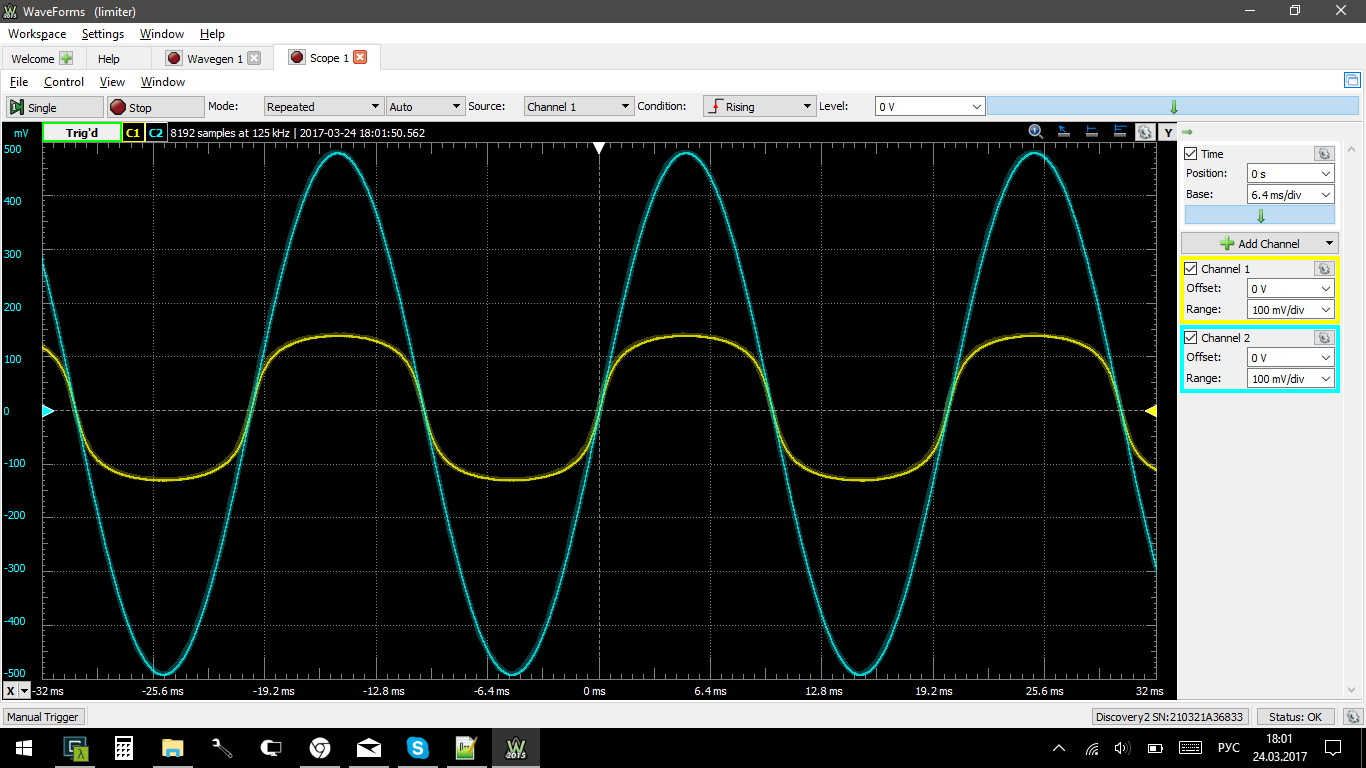 WaveForms (limiter)
Workspace Settings Window Help
Welcome Help Wavegen 1 Scope 1
File Control View Window
Single Stop Mode: Repeated Auto Source: Channel 1 Condition: Rising Level: 0 V
mV Trig'd C1 C2 8192 samples at 125 kHz | 2017-03-24 18:01:50.562 Y
500
400
300
200
100
0
-100
-200
-300
-400
-500
X -32 ms -25.6 ms -19.2 ms -12.8 ms -6.4 ms 0 ms 6.4 ms 12.8 ms 19.2 ms 25.6 ms 32 ms
Time
Position: 0 s
Base: 6.4 ms/div
Add Channel
Channel 1
Offset: 0 V
Range: 100 mV/div
Channel 2
Offset: 0 V
Range: 100 mV/div
Manual Trigger Discovery2 SN:210321A36833 Status: OK
2015
РУС 18:01
24.03.2017